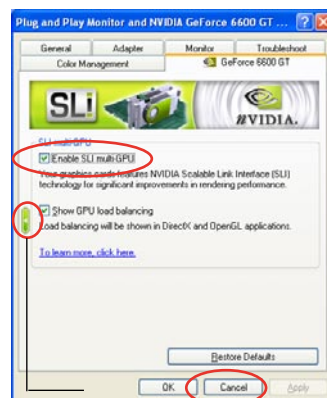 Plug and Play Monitor and NVIDIA GeForce 6600 GT ...
General Adapter Monitor Troubleshoot
Color Management GeForce 6600 GT
SLI
NVIDIA.
SLI multi-GPU
Enable SLI multi-GPU
Your graphics cards features NVIDIA Scalable Link Interface (SLI)
technology for significant improvements in rendering performance.
Show GPU load balancing
Load balancing will be shown in DirectX and OpenGL applications.
To learn more, click here.
Restore Defaults
OK Cancel Apply